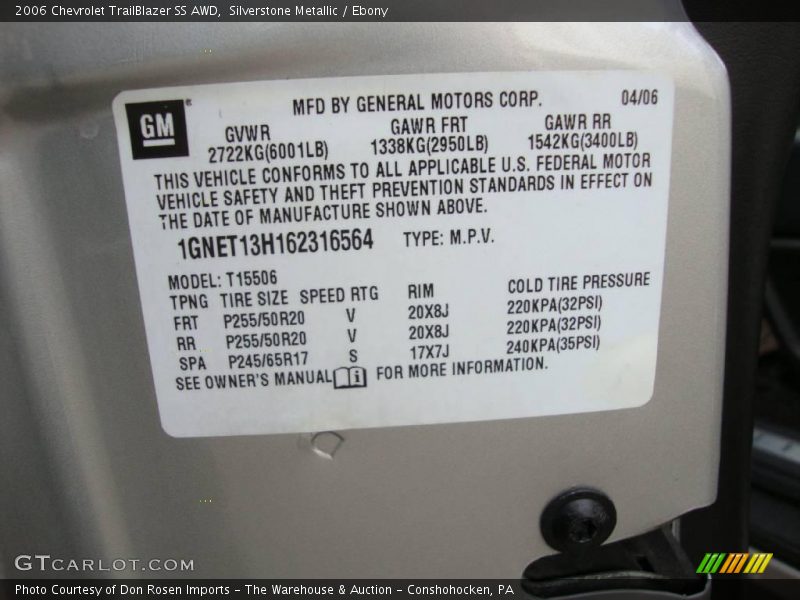 2006 Chevrolet TrailBlazer SS AWD,  Silverstone Metallic / Ebony
GM
MFD BY GENERAL MOTORS CORP. 04/06
GVWR GAWR FRT GAWR RR
2722KG(6001LB) 1338KG(2950LB) 1542KG(3400LB)
THIS VEHICLE CONFORMS TO ALL APPLICABLE U.S. FEDERAL MOTOR
VEHICLE SAFETY AND THEFT PREVENTION STANDARDS IN EFFECT ON
THE DATE OF MANUFACTURE SHOWN ABOVE.
1GNET13H162316564 TYPE: M.P.V.
MODEL: T15506
TPNG TIRE SIZE SPEED RTG RIM COLD TIRE PRESSURE
FRT P255/50R20 V 20X8J 220KPA(32PSI)
RR P255/50R20 V 20X8J 220KPA(32PSI)
SPA P245/65R17 S 17X7J 240KPA(35PSI)
SEE OWNER'S MANUAL FOR MORE INFORMATION.
GTCARLOT.COM
Photo Courtesy of Don Rosen Imports - The Warehouse & Auction - Conshohocken, PA